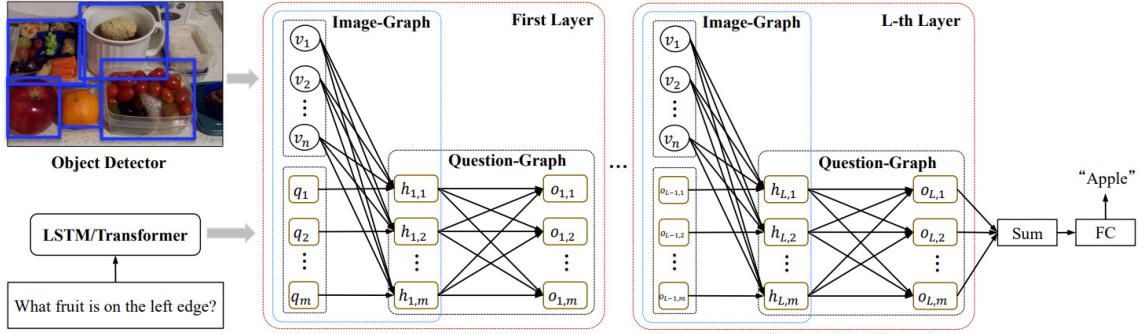 Image-Graph
First Layer
v1
v2
⋮
vn
Question-Graph
q1
q2
⋮
qm
h1,1
h1,2
⋮
h1,m
o1,1
o1,2
⋮
o1,m
...
Image-Graph
L-th Layer
v1
v2
⋮
vn
Question-Graph
oL−1,1
oL−1,2
⋮
oL−1,m
hL,1
hL,2
⋮
hL,m
oL,1
oL,2
⋮
oL,m
Object Detector
LSTM/Transformer
What fruit is on the left edge?
Sum
FC
“Apple”